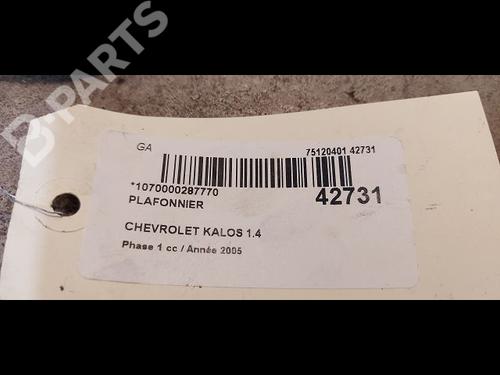 B-PARTS
GA
75120401 42731
*1070000287770
42731
PLAFONNIER
CHEVROLET KALOS 1.4
Phase 1 cc / Année 2005